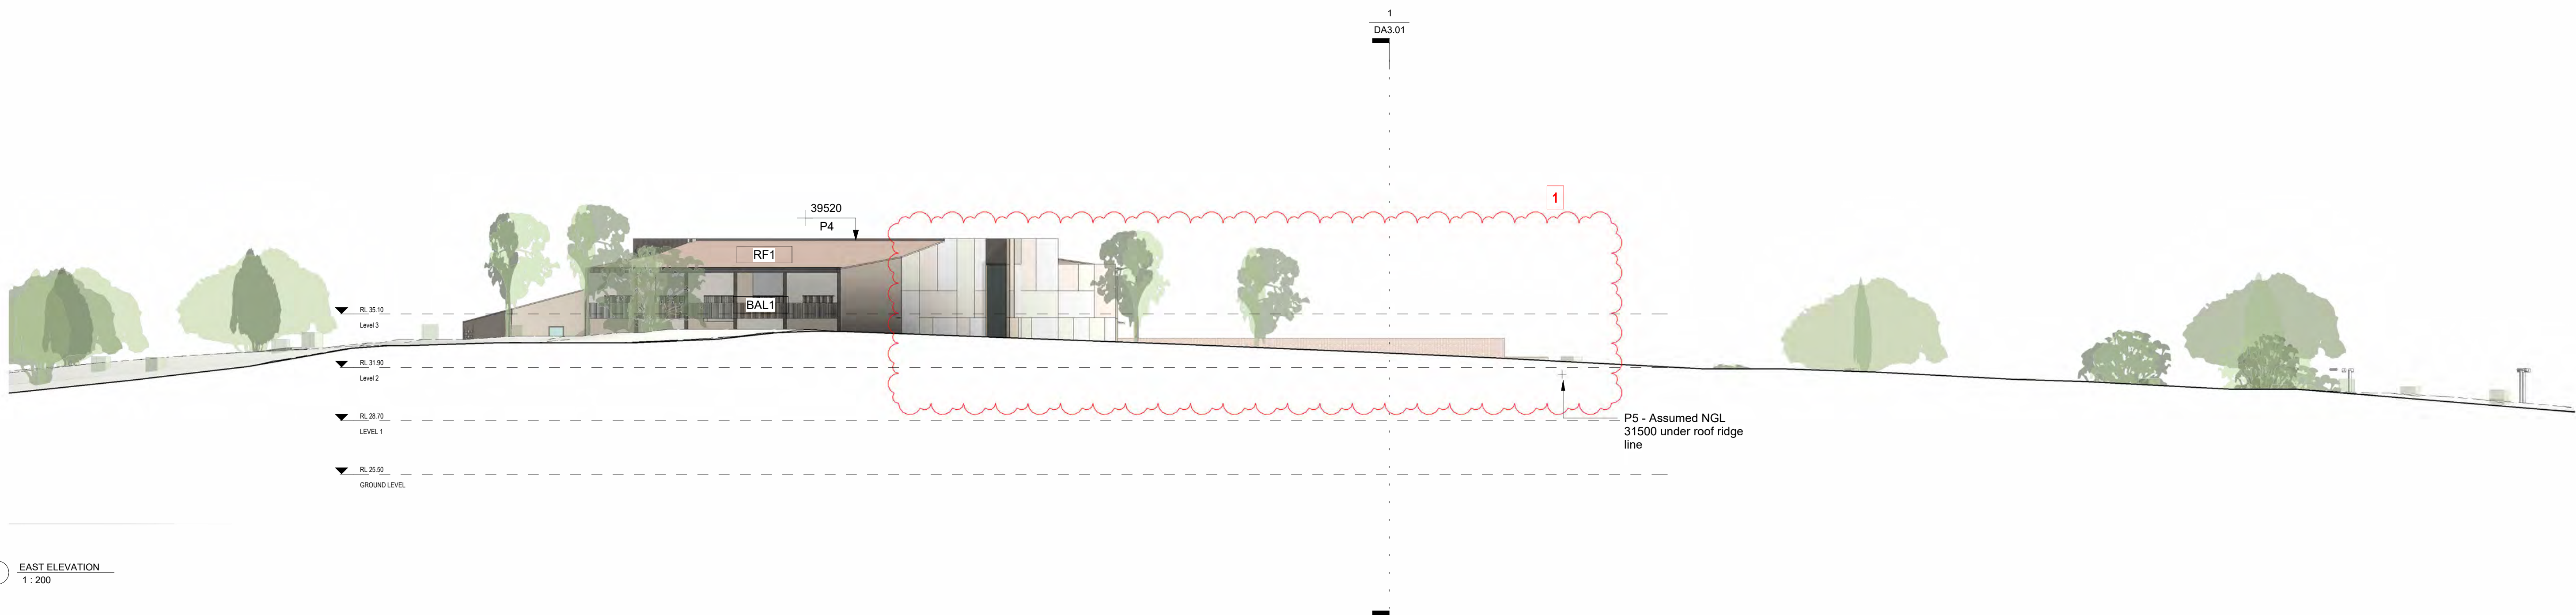 1
DA3.01
1
39520
P4
RF1
BAL1
RL 35.10
Level 3
RL 31.90
Level 2
RL 28.70
LEVEL 1
P5 - Assumed NGL
31500 under roof ridge
line
RL 25.50
GROUND LEVEL
EAST ELEVATION
1 : 200